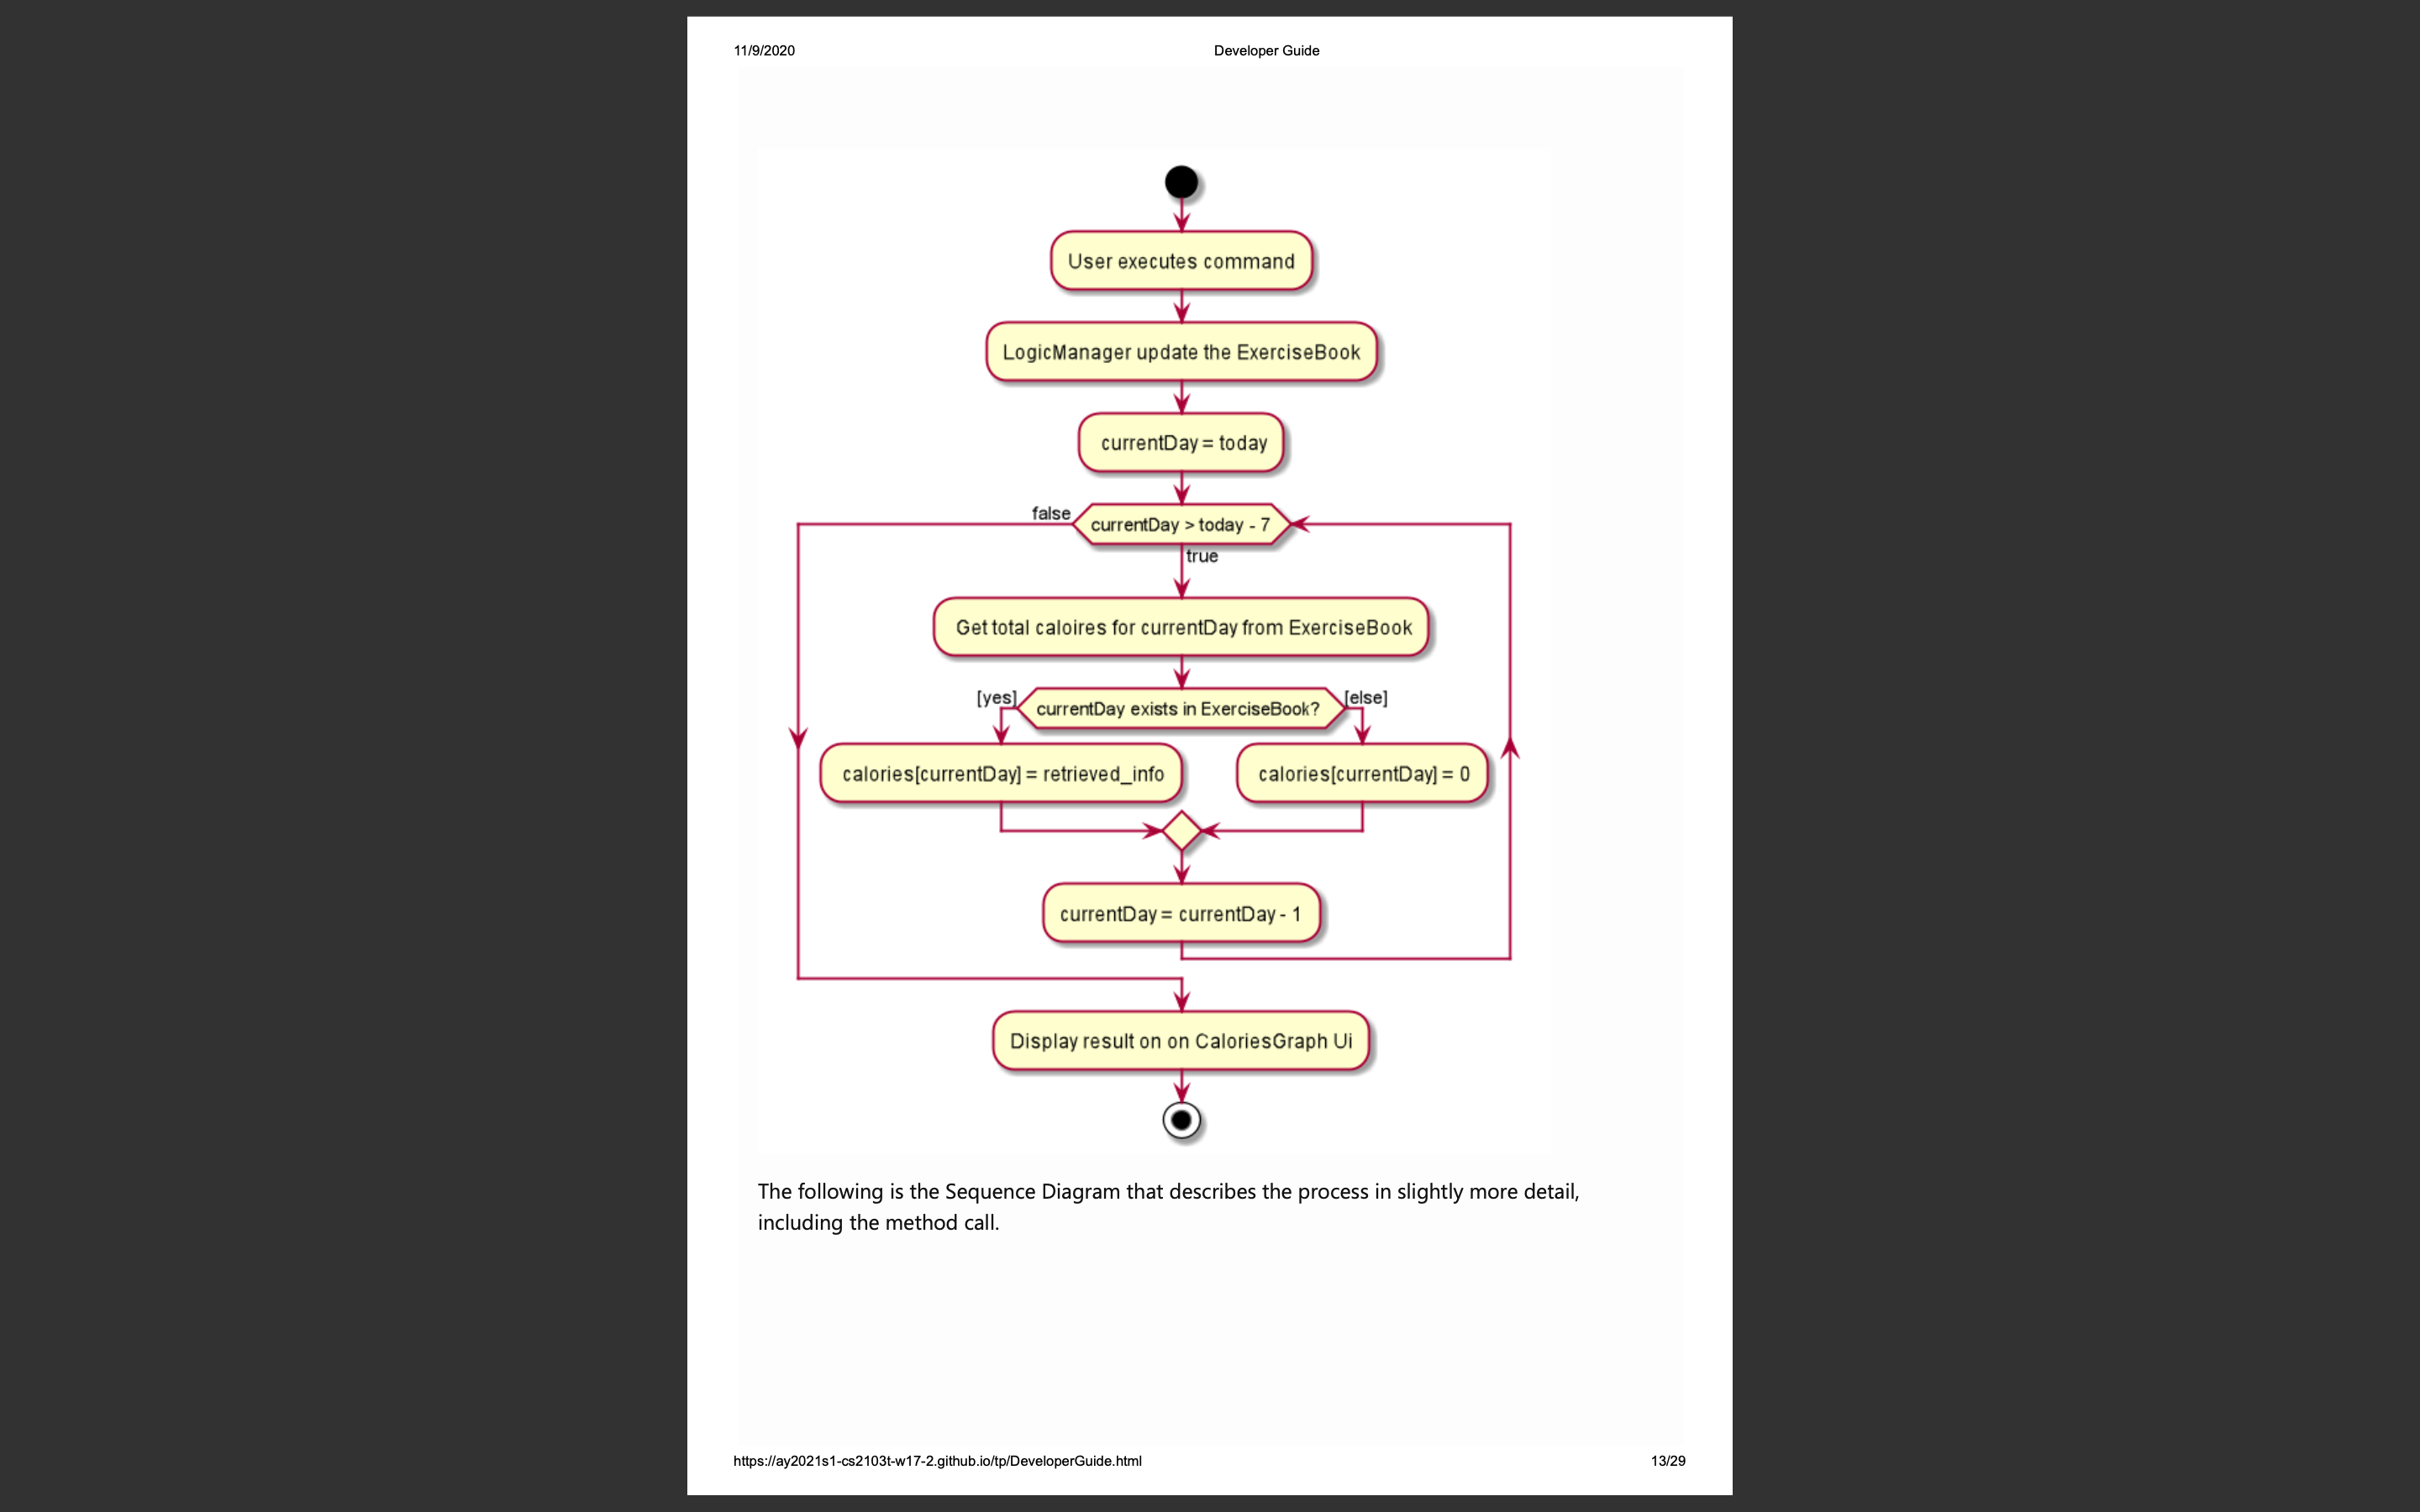 11/9/2020
Developer Guide
User executes command
LogicManager update the ExerciseBook
currentDay = today
false
currentDay > today - 7
true
Get total caloires for currentDay from ExerciseBook
[yes]
currentDay exists in ExerciseBook?
[else]
calories[currentDay] = retrieved_info
calories[currentDay] = 0
currentDay = currentDay - 1
Display result on on CaloriesGraph Ui
The following is the Sequence Diagram that describes the process in slightly more detail,
including the method call.
https://ay2021s1-cs2103t-w17-2.github.io/tp/DeveloperGuide.html
13/29